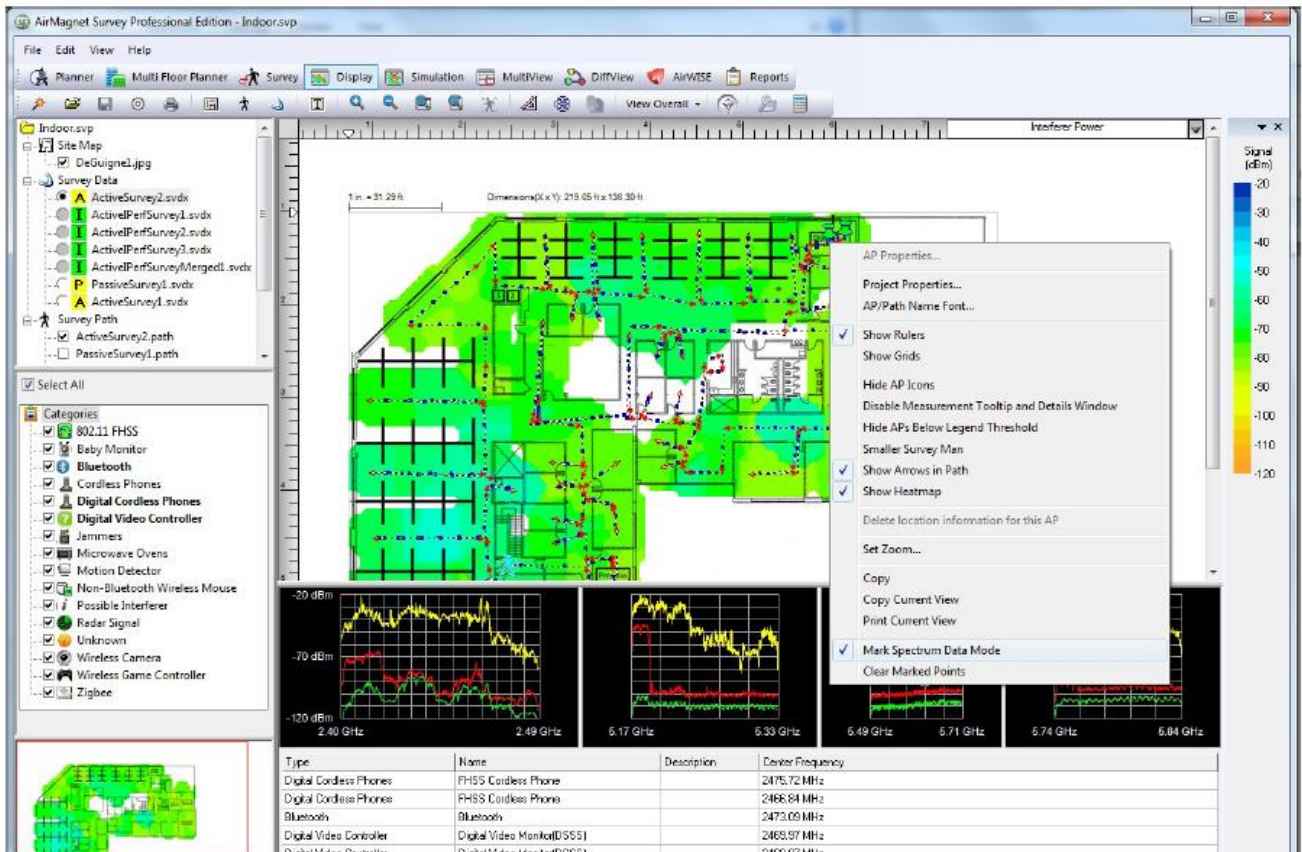 AirMagnet Survey Professional Edition - Indoor.svp
File Edit View Help
Planner Multi Floor Planner Survey Display Simulation MultiView DiffView AirWISE Reports
View Overall
Indoor.svp
Site Map
DeGuigne1.jpg
Survey Data
ActiveSurvey2.svdx
ActiveIPerfSurvey1.svdx
ActiveIPerfSurvey2.svdx
ActiveIPerfSurvey3.svdx
ActiveIPerfSurveyMerged1.svdx
PassiveSurvey1.svdx
ActiveSurvey1.svdx
Survey Path
ActiveSurvey2.path
PassiveSurvey1.path
Select All
Categories
802.11 FHSS
Baby Monitor
Bluetooth
Cordless Phones
Digital Cordless Phones
Digital Video Controller
Jammers
Microwave Ovens
Motion Detector
Non-Bluetooth Wireless Mouse
Possible Interferer
Radar Signal
Unknown
Wireless Camera
Wireless Game Controller
Zigbee
Interferer Power
1 in. = 31.29 ft
Dimensions(X x Y): 219.05 ft x 136.30 ft
AP Properties...
Project Properties...
AP/Path Name Font...
Show Rulers
Show Grids
Hide AP Icons
Disable Measurement Tooltip and Details Window
Hide APs Below Legend Threshold
Smaller Survey Man
Show Arrows in Path
Show Heatmap
Delete location information for this AP
Set Zoom...
Copy
Copy Current View
Print Current View
Mark Spectrum Data Mode
Clear Marked Points
Signal
(dBm)
-20
-30
-40
-50
-60
-70
-80
-90
-100
-110
-120
-20 dBm
-70 dBm
-120 dBm
2.40 GHz 2.49 GHz
5.17 GHz 5.33 GHz
5.49 GHz 5.71 GHz
5.74 GHz 5.84 GHz
Type Name Description Center Frequency
Digital Cordless Phones FHSS Cordless Phone 2475.72 MHz
Digital Cordless Phones FHSS Cordless Phone 2466.84 MHz
Bluetooth Bluetooth 2473.09 MHz
Digital Video Controller Digital Video Monitor(DSSS) 2469.97 MHz